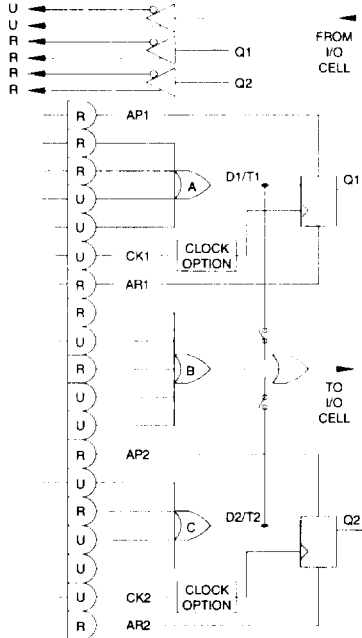 U
U
R
R Q1
R
R Q2
FROM
I/O
CELL
R AP1
R
R A D1/T1 Q1
U
U
U CK1 CLOCK
OPTION
R AR1
R
U
R B
U
U
TO
I/O
CELL
R AP2
U
R D2/T2 Q2
C
U
U
U CK2 CLOCK
OPTION
R AR2